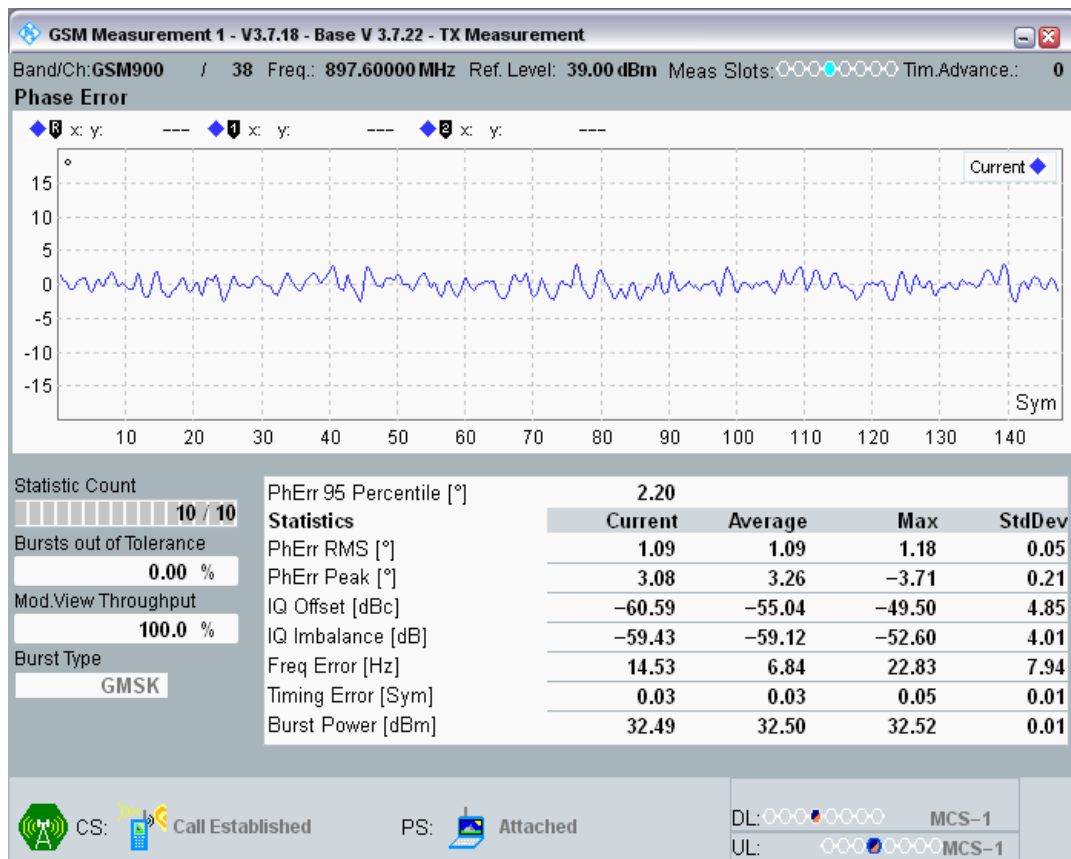 GSM Measurement 1 - V3.7.18 - Base V 3.7.22 - TX Measurement
Band/Ch:GSM900 / 38 Freq.: 897.60000 MHz Ref. Level: 39.00 dBm Meas Slots: Tim.Advance.: 0
Phase Error
R x: y: --- 1 x: y: --- 2 x: y: ---
°
Current
15
10
5
0
-5
-10
-15
Sym
10 20 30 40 50 60 70 80 90 100 110 120 130 140
Statistic Count
10 / 10
Bursts out of Tolerance
0.00 %
Mod.View Throughput
100.0 %
Burst Type
GMSK
PhErr 95 Percentile [°] 2.20
Statistics Current Average Max StdDev
PhErr RMS [°] 1.09 1.09 1.18 0.05
PhErr Peak [°] 3.08 3.26 −3.71 0.21
IQ Offset [dBc] −60.59 −55.04 −49.50 4.85
IQ Imbalance [dB] −59.43 −59.12 −52.60 4.01
Freq Error [Hz] 14.53 6.84 22.83 7.94
Timing Error [Sym] 0.03 0.03 0.05 0.01
Burst Power [dBm] 32.49 32.50 32.52 0.01
CS: Call Established PS: Attached
DL: MCS−1
UL: MCS−1